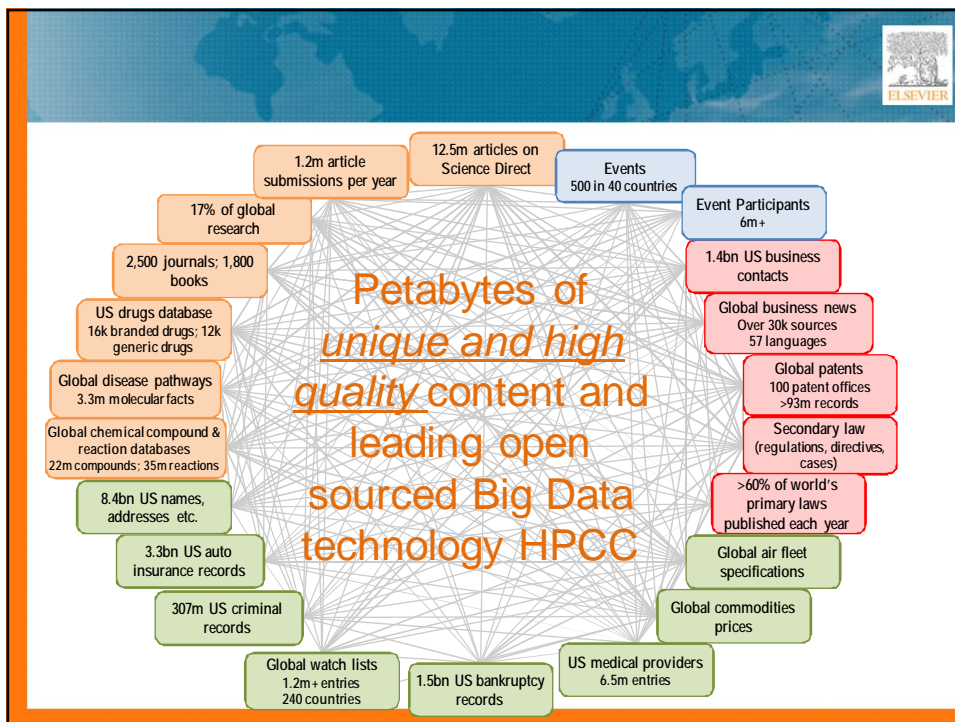 ELSEVIER
12.5m articles on
Science Direct
Events
500 in 40 countries
Event Participants
6m+
1.4bn US business
contacts
Global business news
Over 30k sources
57 languages
Global patents
100 patent offices
>93m records
Secondary law
(regulations, directives,
cases)
>60% of world's
primary laws
published each year
Global air fleet
specifications
Global commodities
prices
US medical providers
6.5m entries
1.5bn US bankruptcy
records
Global watch lists
1.2m+ entries
240 countries
307m US criminal
records
3.3bn US auto
insurance records
8.4bn US names,
addresses etc.
Global chemical compound &
reaction databases
22m compounds; 35m reactions
Global disease pathways
3.3m molecular facts
US drugs database
16k branded drugs; 12k
generic drugs
2,500 journals; 1,800
books
17% of global
research
1.2m article
submissions per year
Petabytes of
unique and high
quality content and
leading open
sourced Big Data
technology HPCC